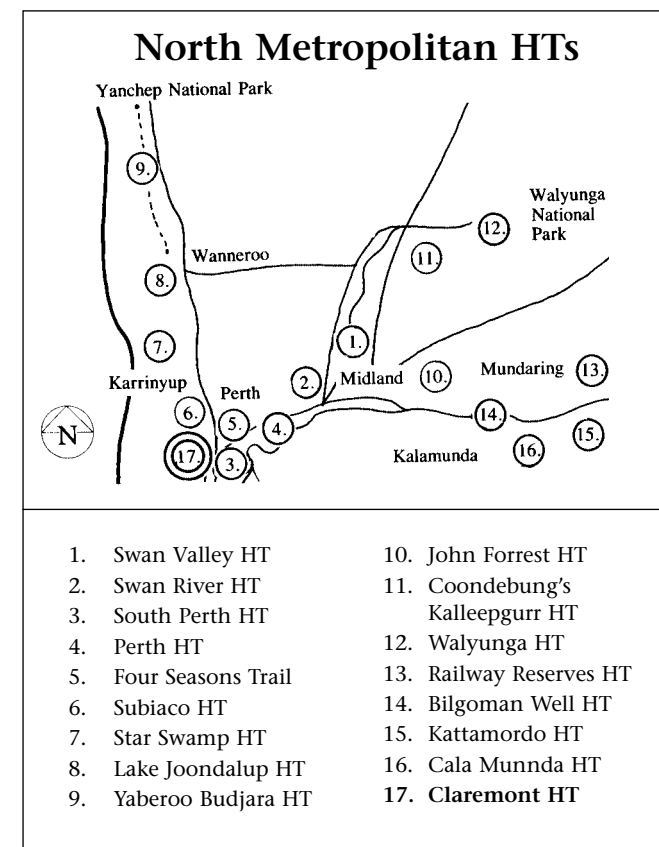 North Metropolitan HTs
Yanchep National Park
9.
Walyunga
National
Park
12.
Wanneroo
11.
8.
1.
7.
Karrinyup
Perth
2.
Midland
10.
Mundaring
13.
6.
5.
4.
14.
N
17.
3.
Kalamunda
16.
15.
1. Swan Valley HT
2. Swan River HT
3. South Perth HT
4. Perth HT
5. Four Seasons Trail
6. Subiaco HT
7. Star Swamp HT
8. Lake Joondalup HT
9. Yaberoo Budjara HT
10. John Forrest HT
11. Coondebung's
Kalleepgurr HT
12. Walyunga HT
13. Railway Reserves HT
14. Bilgoman Well HT
15. Kattamordo HT
16. Cala Munnda HT
17. Claremont HT